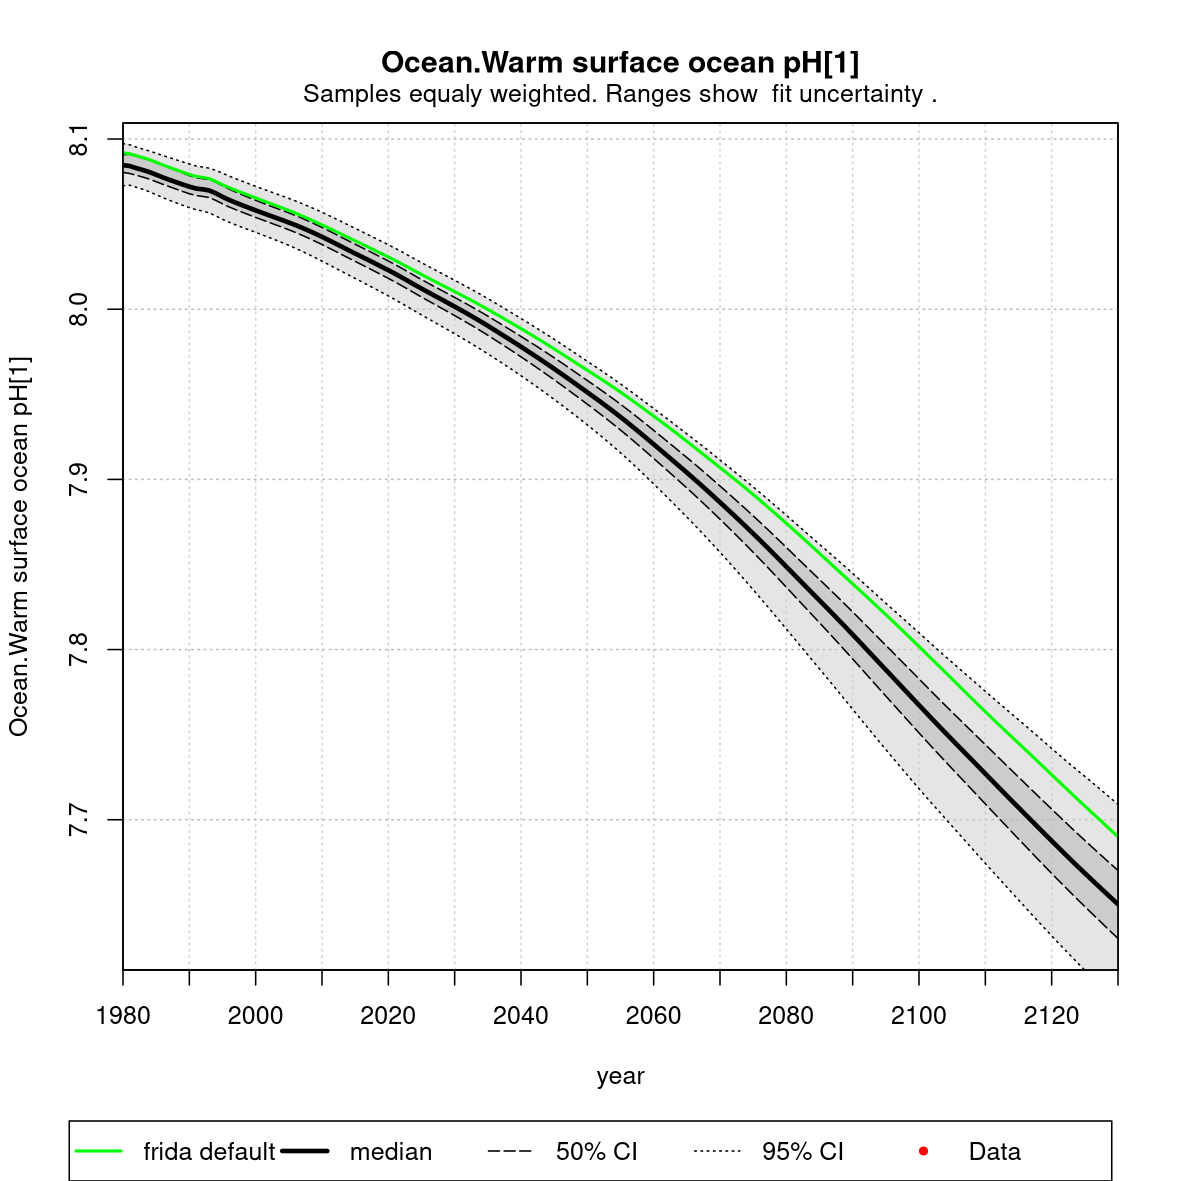 Ocean.Warm surface ocean pH[1]
Samples equaly weighted. Ranges show  fit uncertainty .
Ocean.Warm surface ocean pH[1]
8.1
8.0
7.9
7.8
7.7
1980 2000 2020 2040 2060 2080 2100 2120
year
frida default median 50% CI 95% CI Data